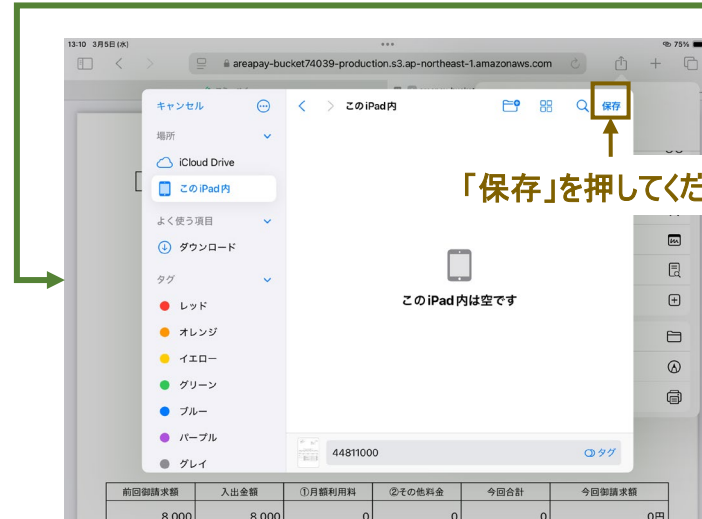 13:10 3月5日(水)
75%
areapay-bucket74039-production.s3.ap-northeast-1.amazonaws.com
キャンセル
このiPad内
保存
場所
iCloud Drive
このiPad内
「保存」を押してくだ
よく使う項目
ダウンロード
タグ
このiPad内は空です
レッド
オレンジ
イエロー
グリーン
ブルー
パープル
グレイ
44811000
タグ
前回御請求額 入出金額 ①月額利用料 ②その他料金 今回合計 今回御請求額
8,000 8,000 0 0 0 0円